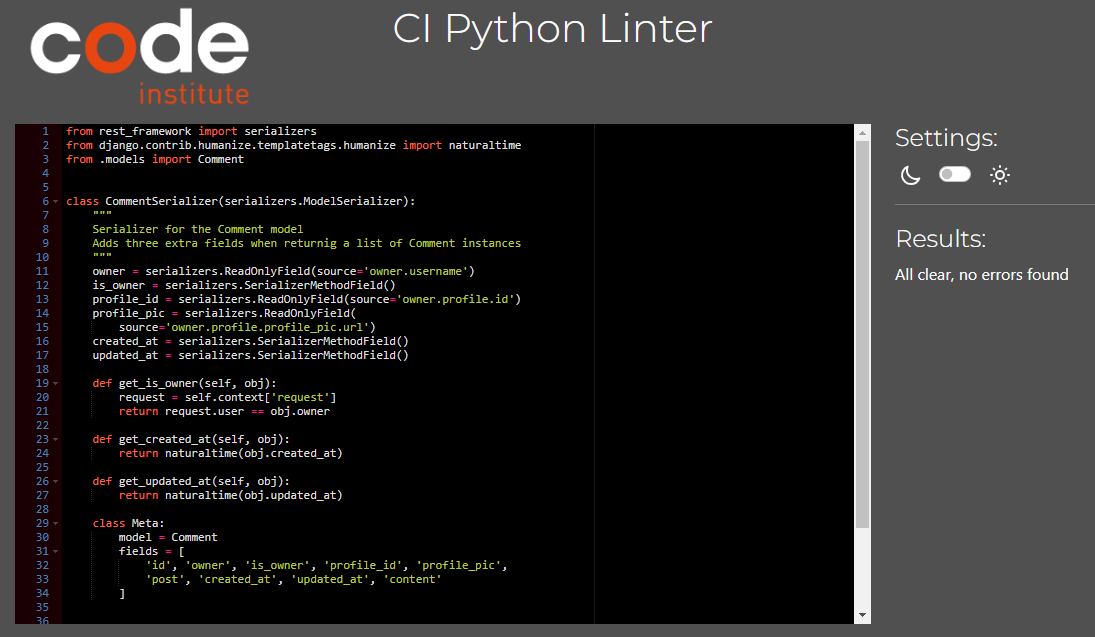 code
institute
CI Python Linter
1 from rest_framework import serializers
2 from django.contrib.humanize.templatetags.humanize import naturaltime
3 from .models import Comment
4
5
6 class CommentSerializer(serializers.ModelSerializer):
7     """
8     Serializer for the Comment model
9     Adds three extra fields when returnig a list of Comment instances
10     """
11     owner = serializers.ReadOnlyField(source='owner.username')
12     is_owner = serializers.SerializerMethodField()
13     profile_id = serializers.ReadOnlyField(source='owner.profile.id')
14     profile_pic = serializers.ReadOnlyField(
15         source='owner.profile.profile_pic.url')
16     created_at = serializers.SerializerMethodField()
17     updated_at = serializers.SerializerMethodField()
18
19     def get_is_owner(self, obj):
20         request = self.context['request']
21         return request.user == obj.owner
22
23     def get_created_at(self, obj):
24         return naturaltime(obj.created_at)
25
26     def get_updated_at(self, obj):
27         return naturaltime(obj.updated_at)
28
29     class Meta:
30         model = Comment
31         fields = [
32             'id', 'owner', 'is_owner', 'profile_id', 'profile_pic',
33             'post', 'created_at', 'updated_at', 'content'
34         ]
35
36
Settings:
Results:
All clear, no errors found